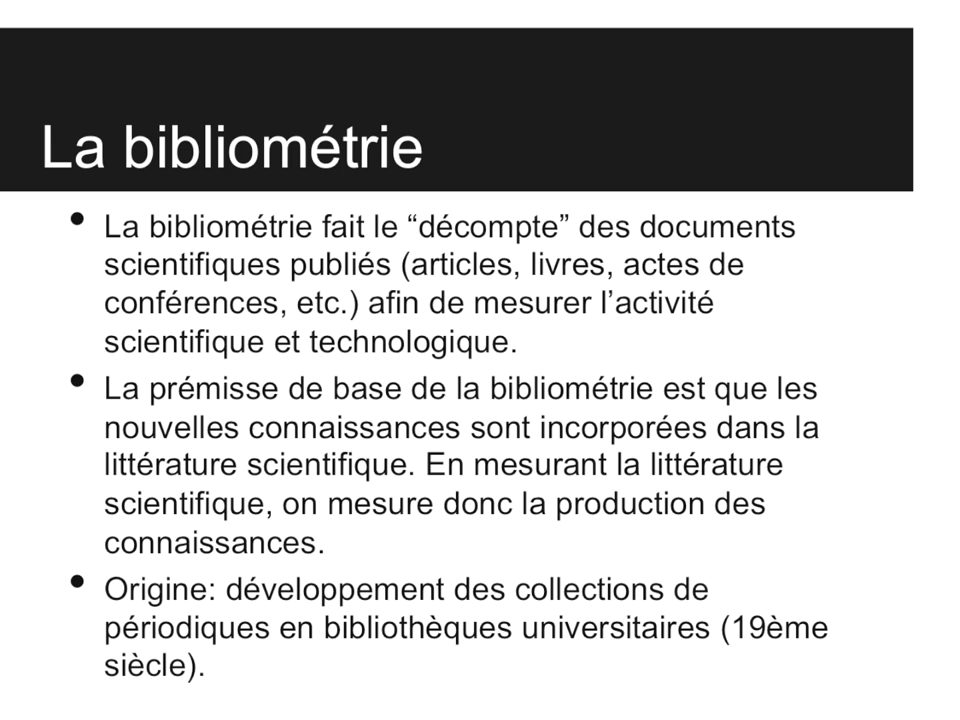 La bibliométrie
• La bibliométrie fait le “décompte” des documents
scientifiques publiés (articles, livres, actes de
conférences, etc.) afin de mesurer l’activité
scientifique et technologique.
• La prémisse de base de la bibliométrie est que les
nouvelles connaissances sont incorporées dans la
littérature scientifique. En mesurant la littérature
scientifique, on mesure donc la production des
connaissances.
• Origine: développement des collections de
périodiques en bibliothèques universitaires (19ème
siècle).